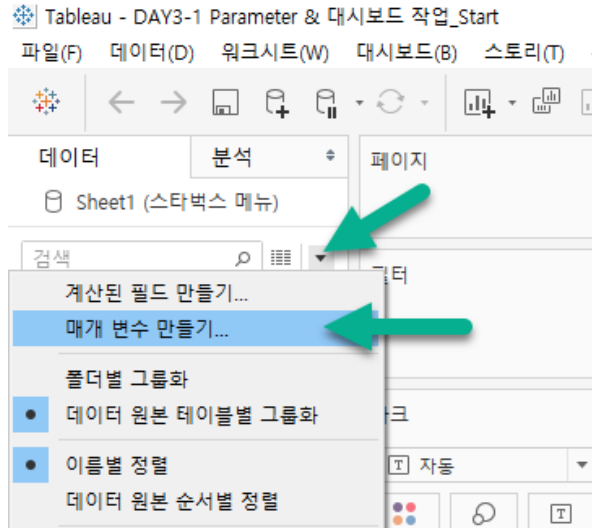 Tableau - DAY3-1 Parameter & 대시보드 작업_Start
파일(F) 데이터(D) 워크시트(W) 대시보드(B) 스토리(T)
데이터 분석 페이지
Sheet1 (스타벅스 메뉴)
검색
계산된 필드 만들기...
매개 변수 만들기...
폴더별 그룹화
데이터 원본 테이블별 그룹화
이름별 정렬
T 자동
데이터 원본 순서별 정렬
T